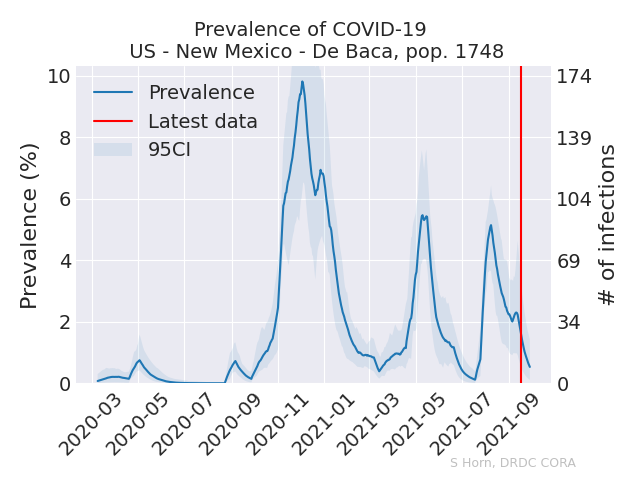 Prevalence of COVID-19
US - New Mexico - De Baca, pop. 1748
Prevalence
Latest data
95CI
Prevalence (%)
10
8
6
4
2
0
174
139
104
69
34
0
# of infections
2020-03
2020-05
2020-07
2020-09
2020-11
2021-01
2021-03
2021-05
2021-07
2021-09
S Horn, DRDC CORA